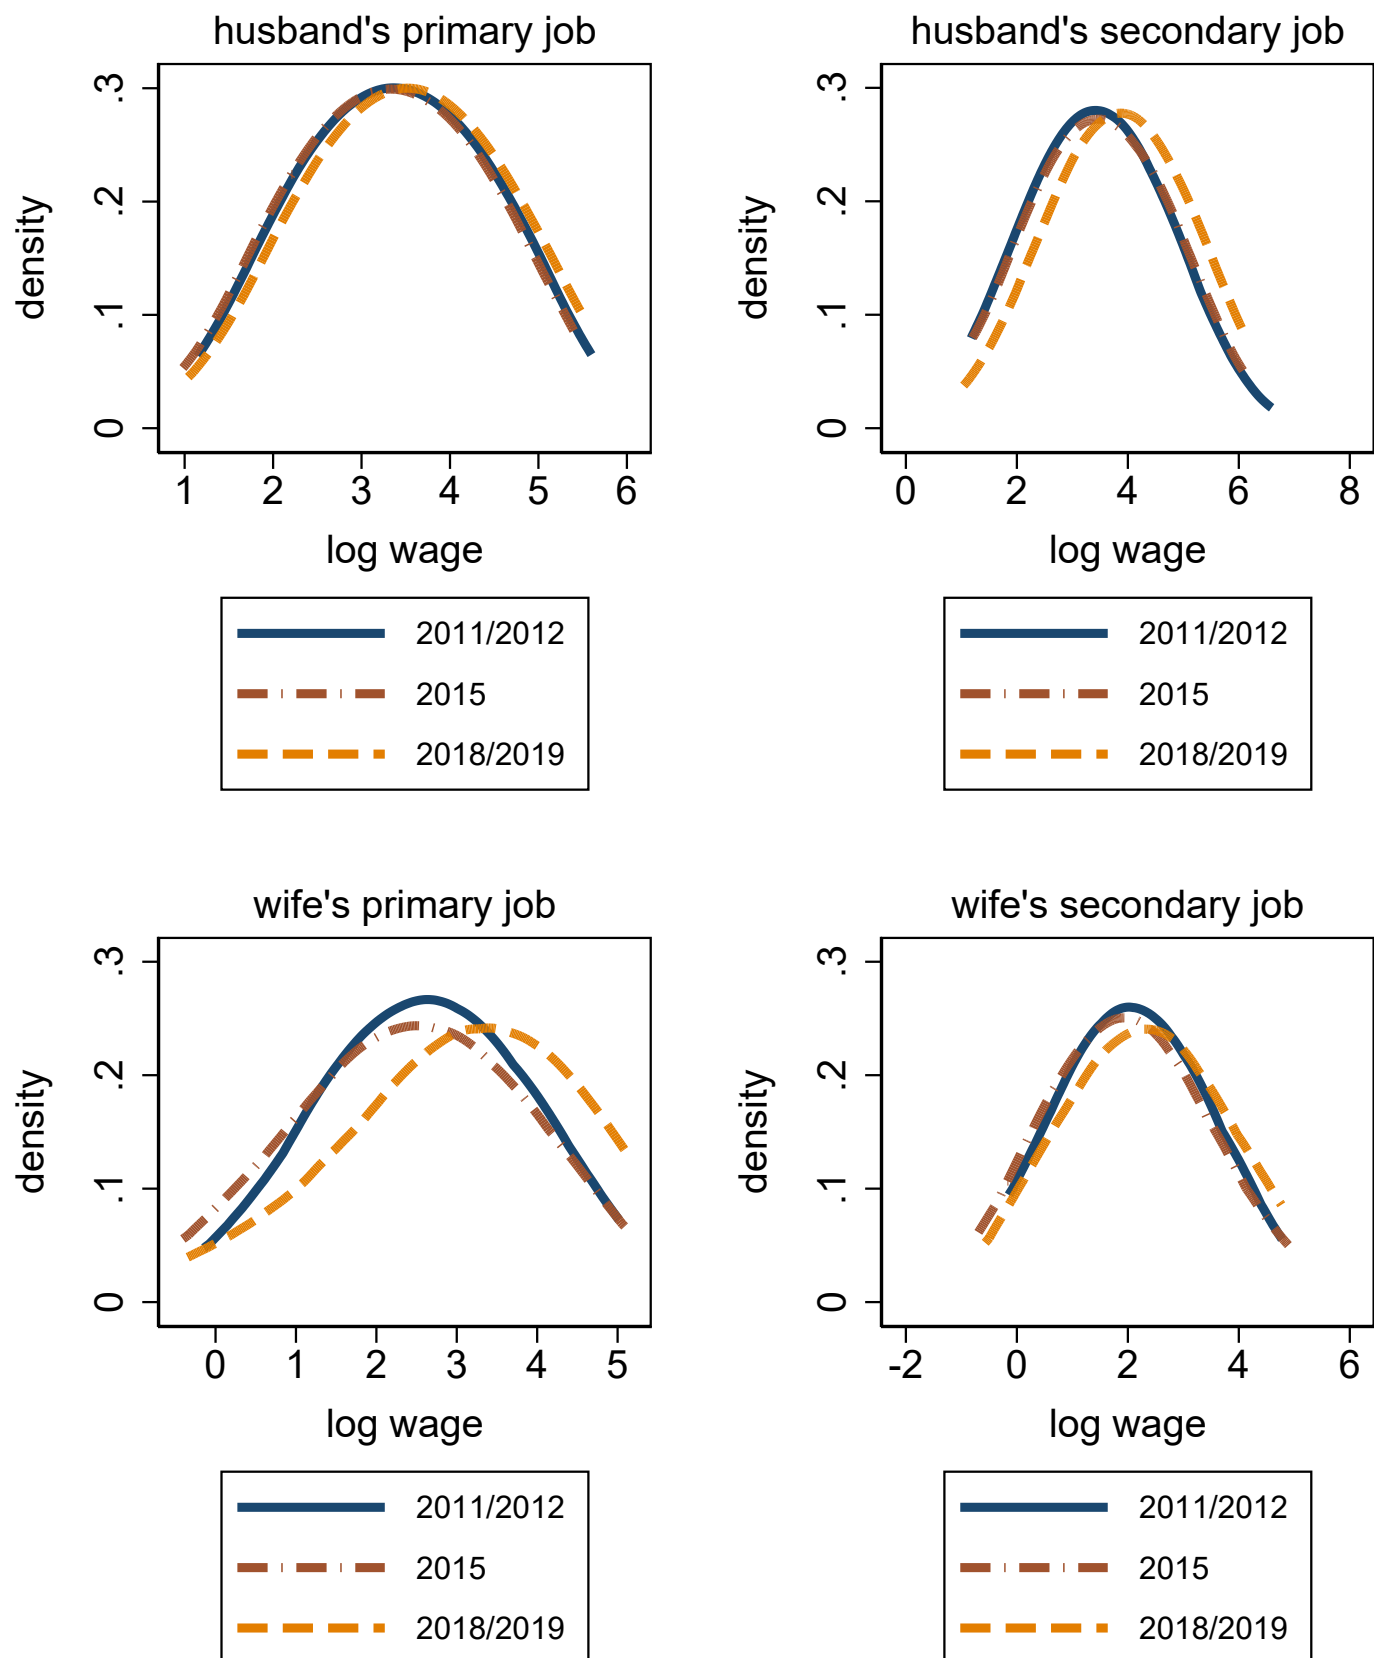 husband's primary job
density
.3
.2
.1
0
1 2 3 4 5 6
log wage
2011/2012
2015
2018/2019
husband's secondary job
density
.3
.2
.1
0
0 2 4 6 8
log wage
2011/2012
2015
2018/2019
wife's primary job
density
.3
.2
.1
0
0 1 2 3 4 5
log wage
2011/2012
2015
2018/2019
wife's secondary job
density
.3
.2
.1
0
-2 0 2 4 6
log wage
2011/2012
2015
2018/2019